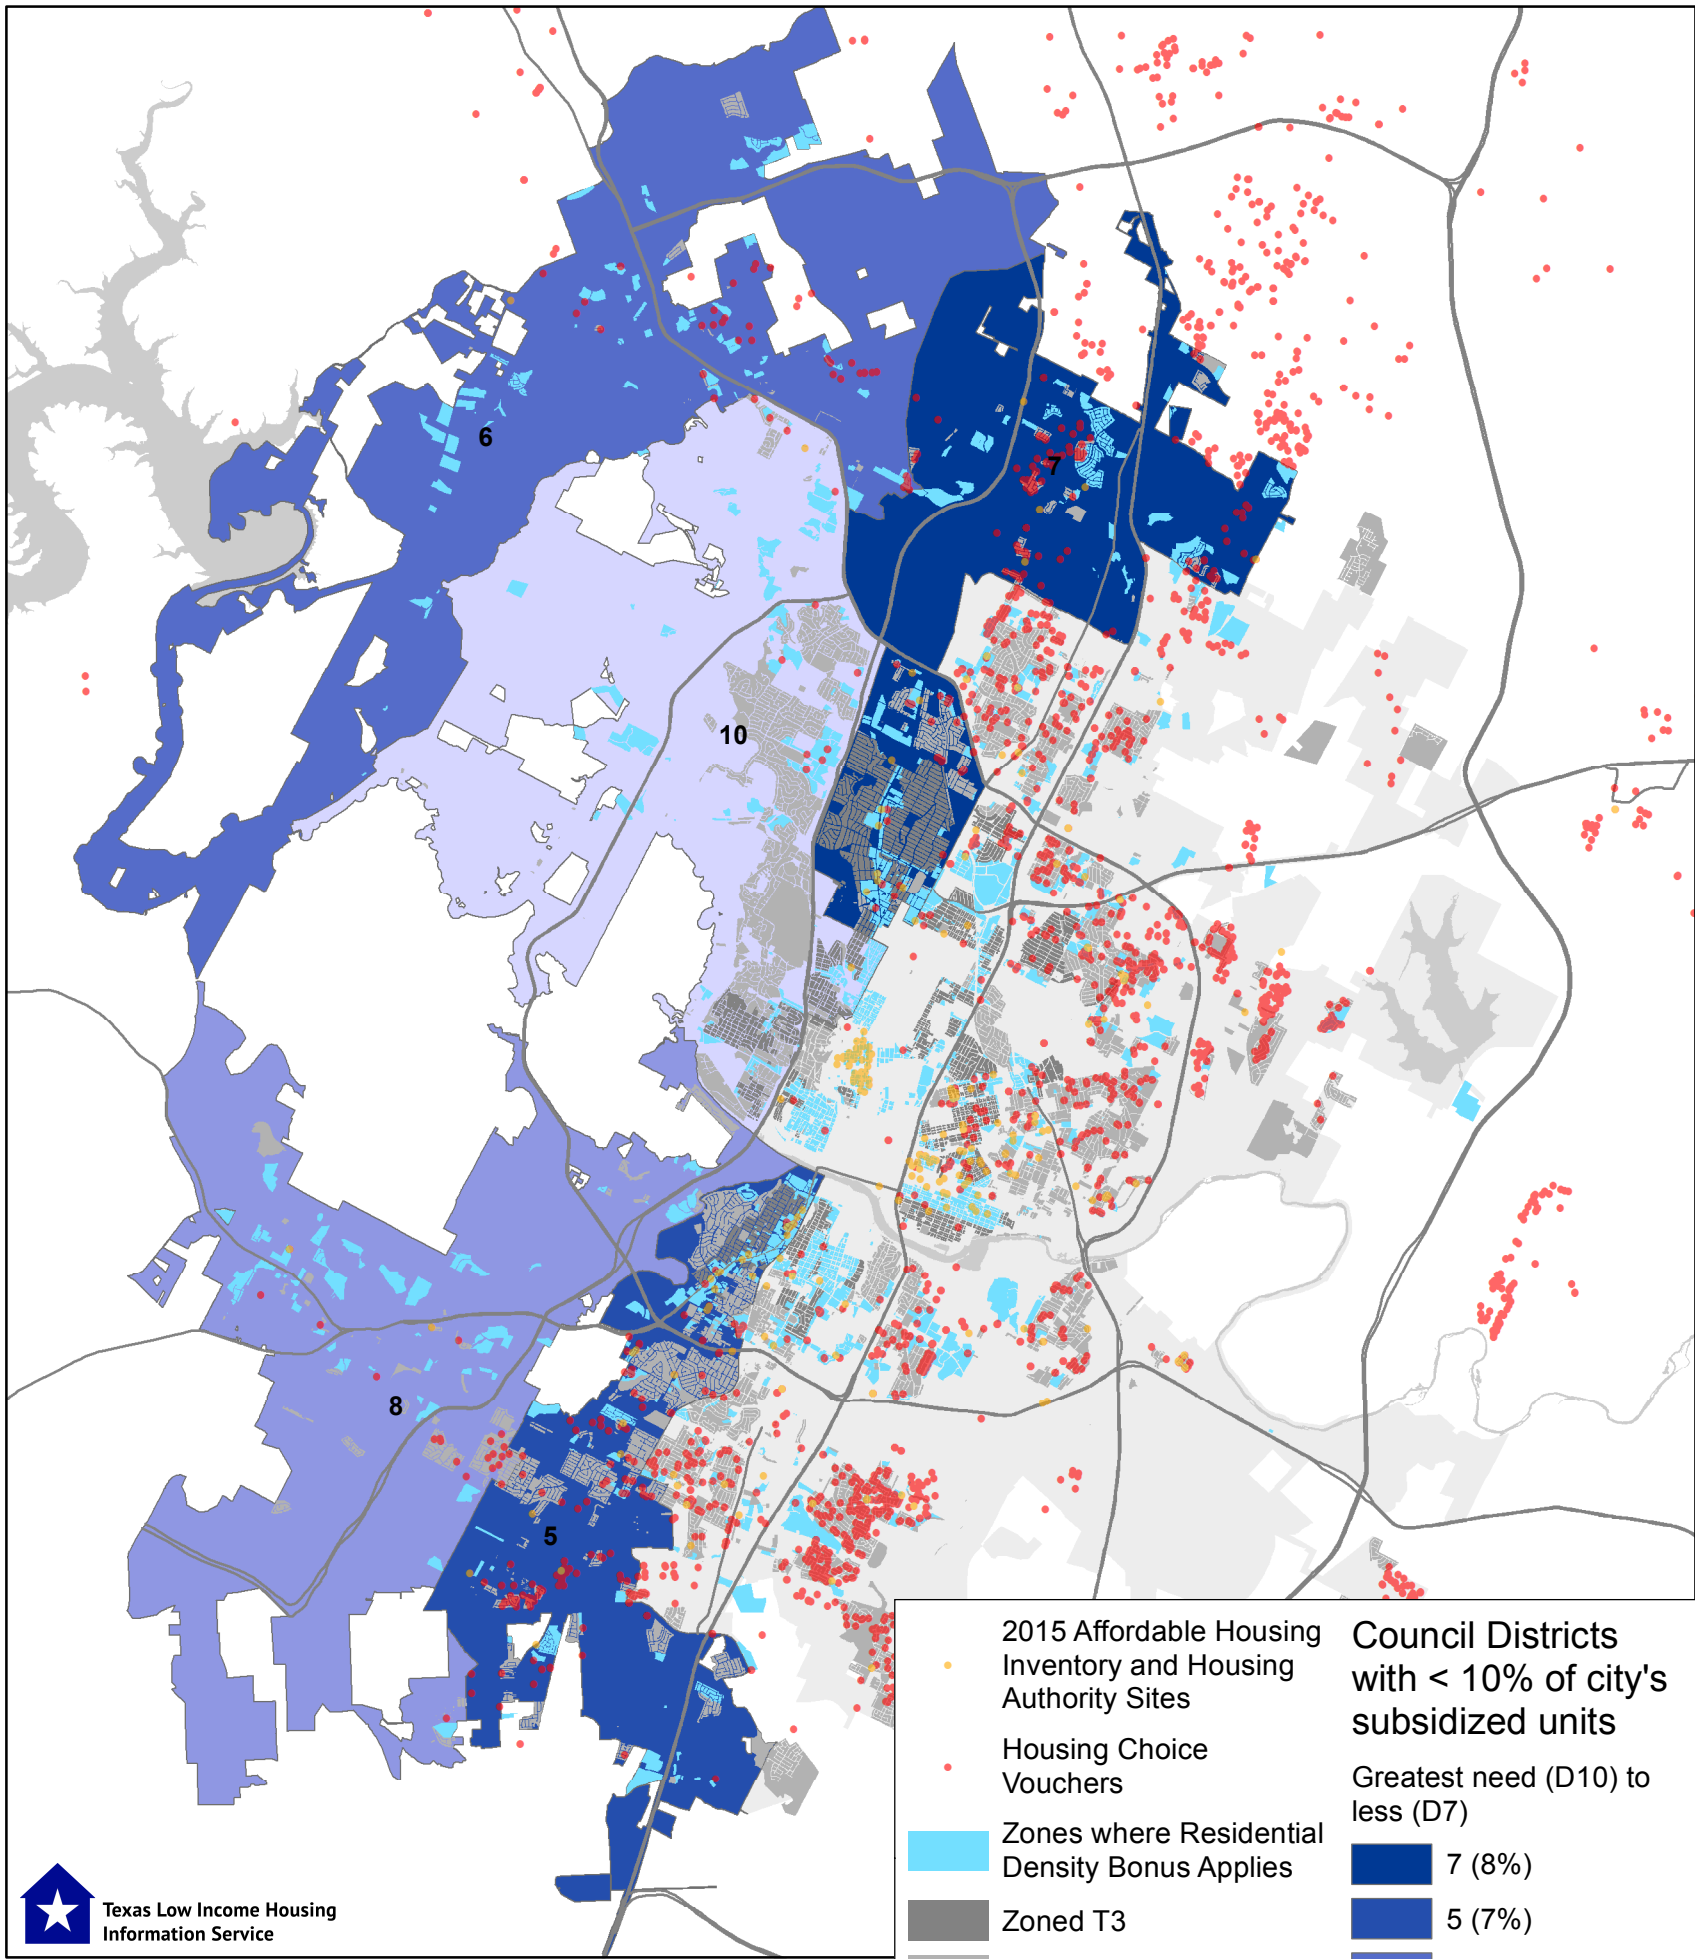 6
7
10
8
5
2015 Affordable Housing
Inventory and Housing
Authority Sites
Housing Choice
Vouchers
Zones where Residential
Density Bonus Applies
Zoned T3
Council Districts
with < 10% of city's
subsidized units
Greatest need (D10) to
less (D7)
7 (8%)
5 (7%)
Texas Low Income Housing
Information Service